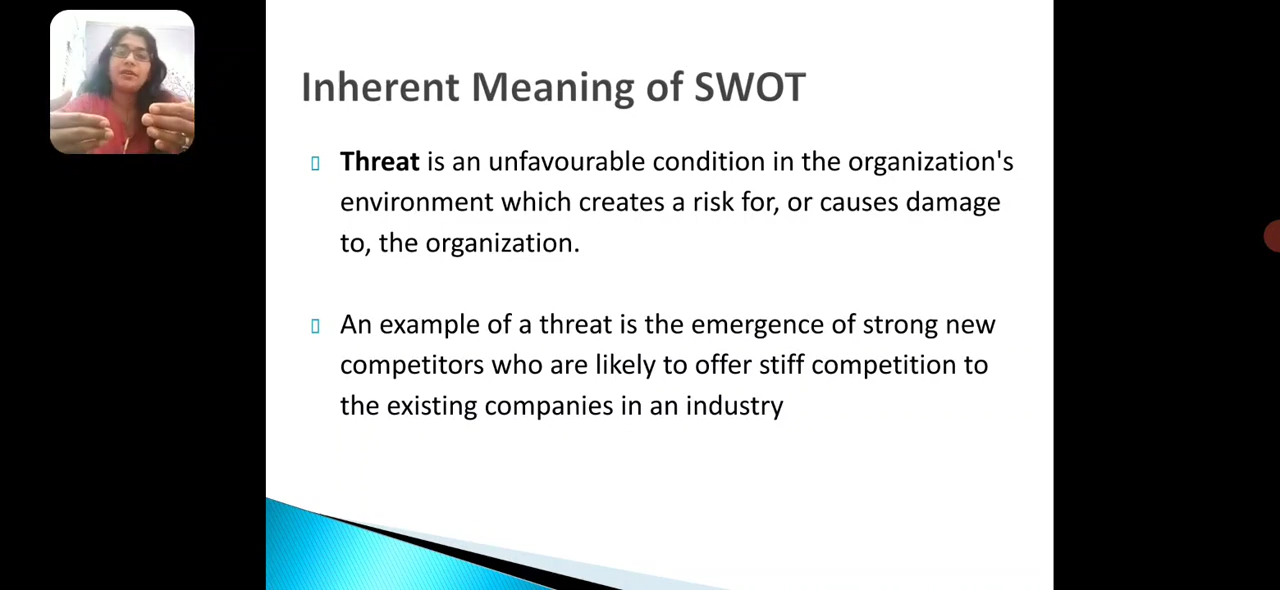 Inherent Meaning of SWOT
Threat is an unfavourable condition in the organization's
environment which creates a risk for, or causes damage
to, the organization.
An example of a threat is the emergence of strong new
competitors who are likely to offer stiff competition to
the existing companies in an industry